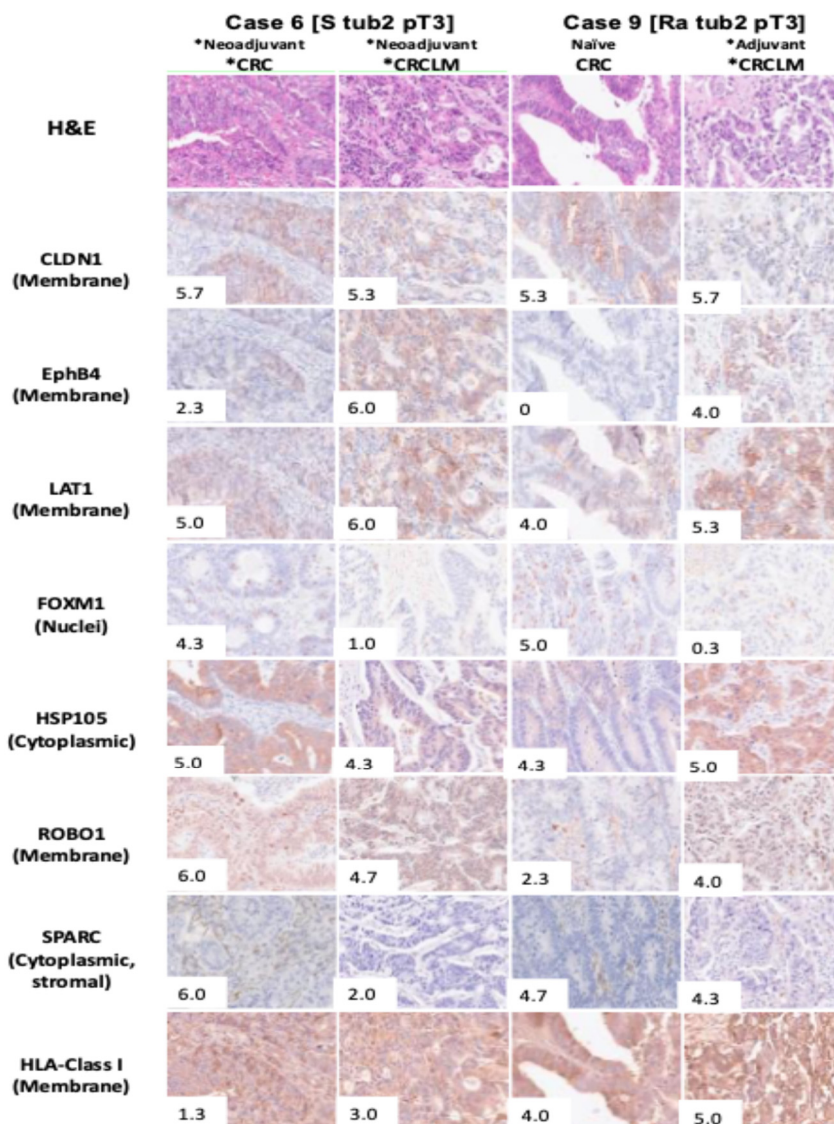 Case 6 [S tub2 pT3] Case 9 [Ra tub2 pT3]
*Neoadjuvant *Neoadjuvant Naïve *Adjuvant
*CRC *CRCLM CRC *CRCLM
H&E
CLDN1
(Membrane)
5.7 5.3 5.3 5.7
EphB4
(Membrane)
2.3 6.0 0 4.0
LAT1
(Membrane)
5.0 6.0 4.0 5.3
FOXM1
(Nuclei)
4.3 1.0 5.0 0.3
HSP105
(Cytoplasmic)
5.0 4.3 4.3 5.0
ROBO1
(Membrane)
6.0 4.7 2.3 4.0
SPARC
(Cytoplasmic,
stromal)
6.0 2.0 4.7 4.3
HLA-Class I
(Membrane)
1.3 3.0 4.0 5.0